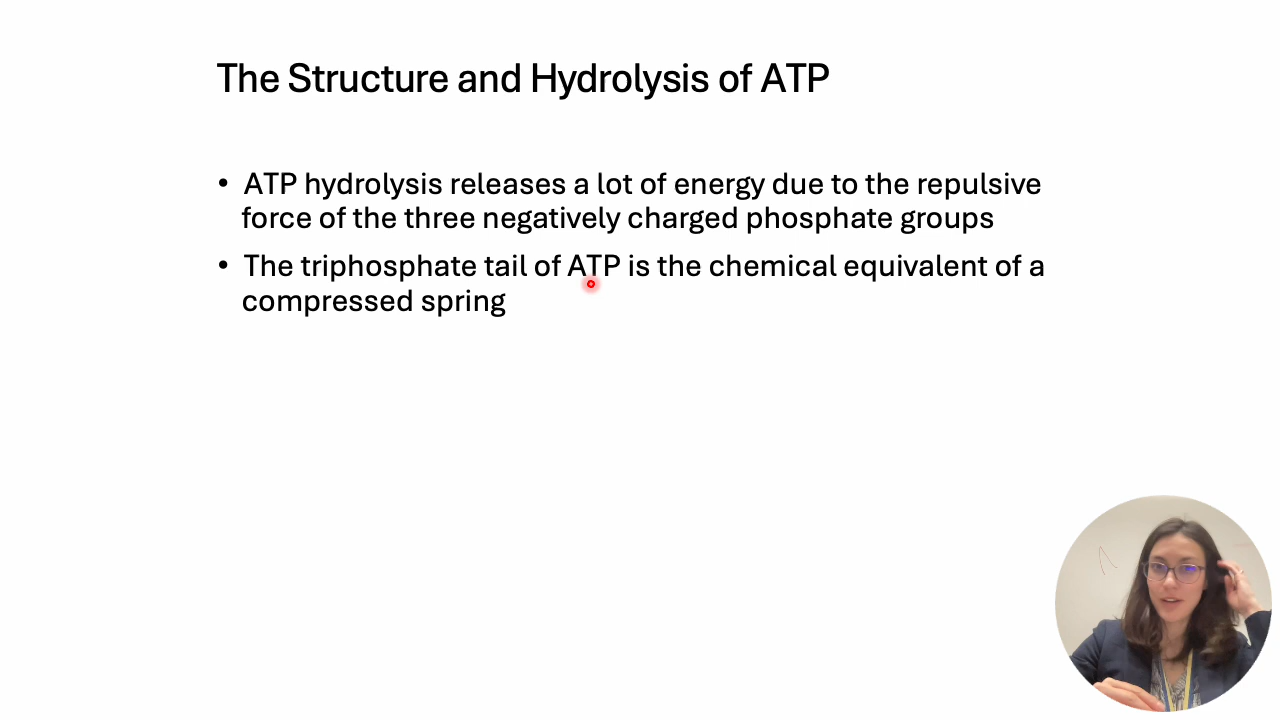 The Structure and Hydrolysis of ATP
• ATP hydrolysis releases a lot of energy due to the repulsive
force of the three negatively charged phosphate groups
• The triphosphate tail of ATP is the chemical equivalent of a
compressed spring